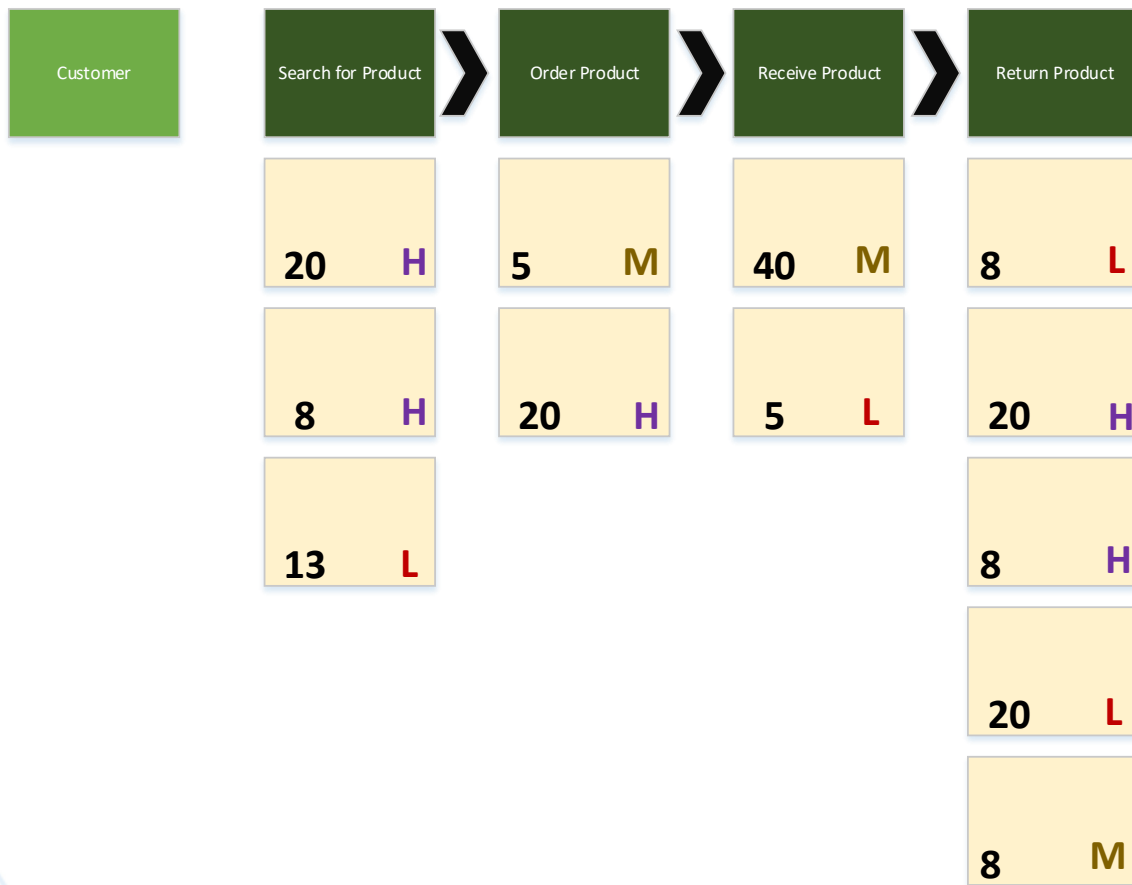 Customer
Search for Product
Order Product
Receive Product
Return Product
20 H
5 M
40 M
8 L
8 H
20 H
5 L
20 H
13 L
8 H
20 L
8 M